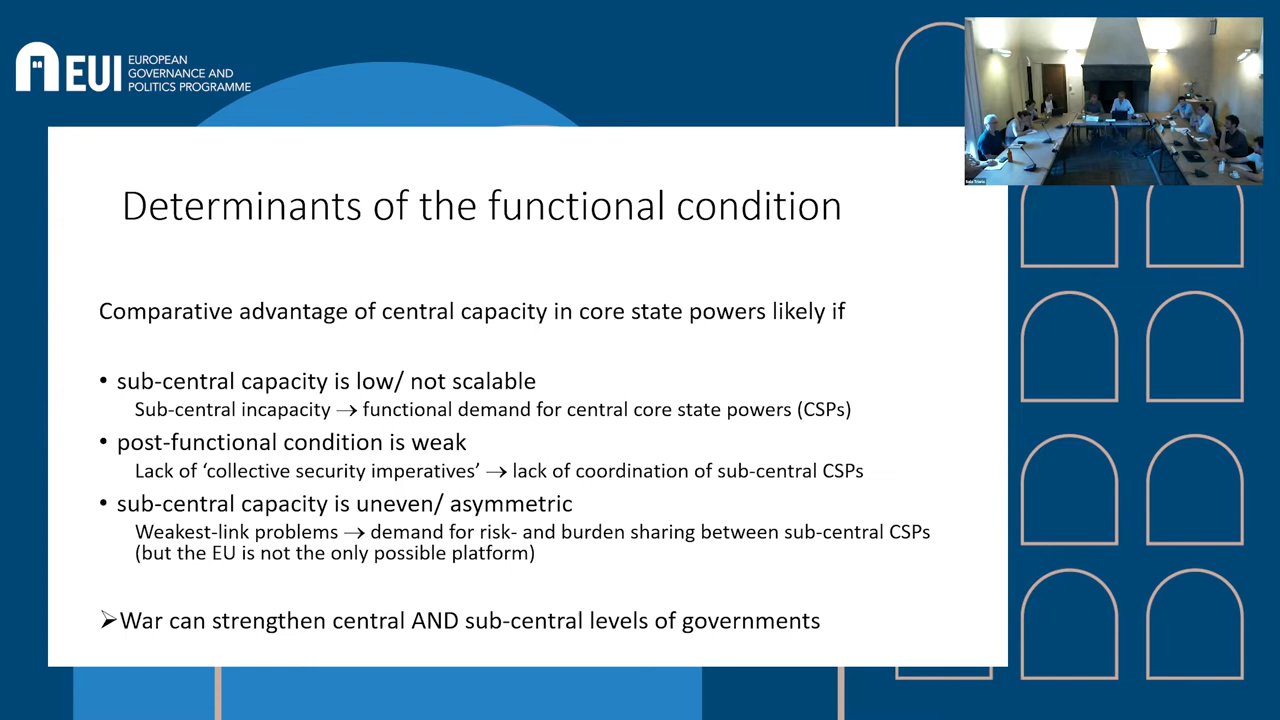 EUI
EUROPEAN
GOVERNANCE AND
POLITICS PROGRAMME
Determinants of the functional condition
Comparative advantage of central capacity in core state powers likely if
• sub-central capacity is low/ not scalable
Sub-central incapacity → functional demand for central core state powers (CSPs)
• post-functional condition is weak
Lack of ‘collective security imperatives’ → lack of coordination of sub-central CSPs
• sub-central capacity is uneven/ asymmetric
Weakest-link problems → demand for risk- and burden sharing between sub-central CSPs
(but the EU is not the only possible platform)
➢War can strengthen central AND sub-central levels of governments